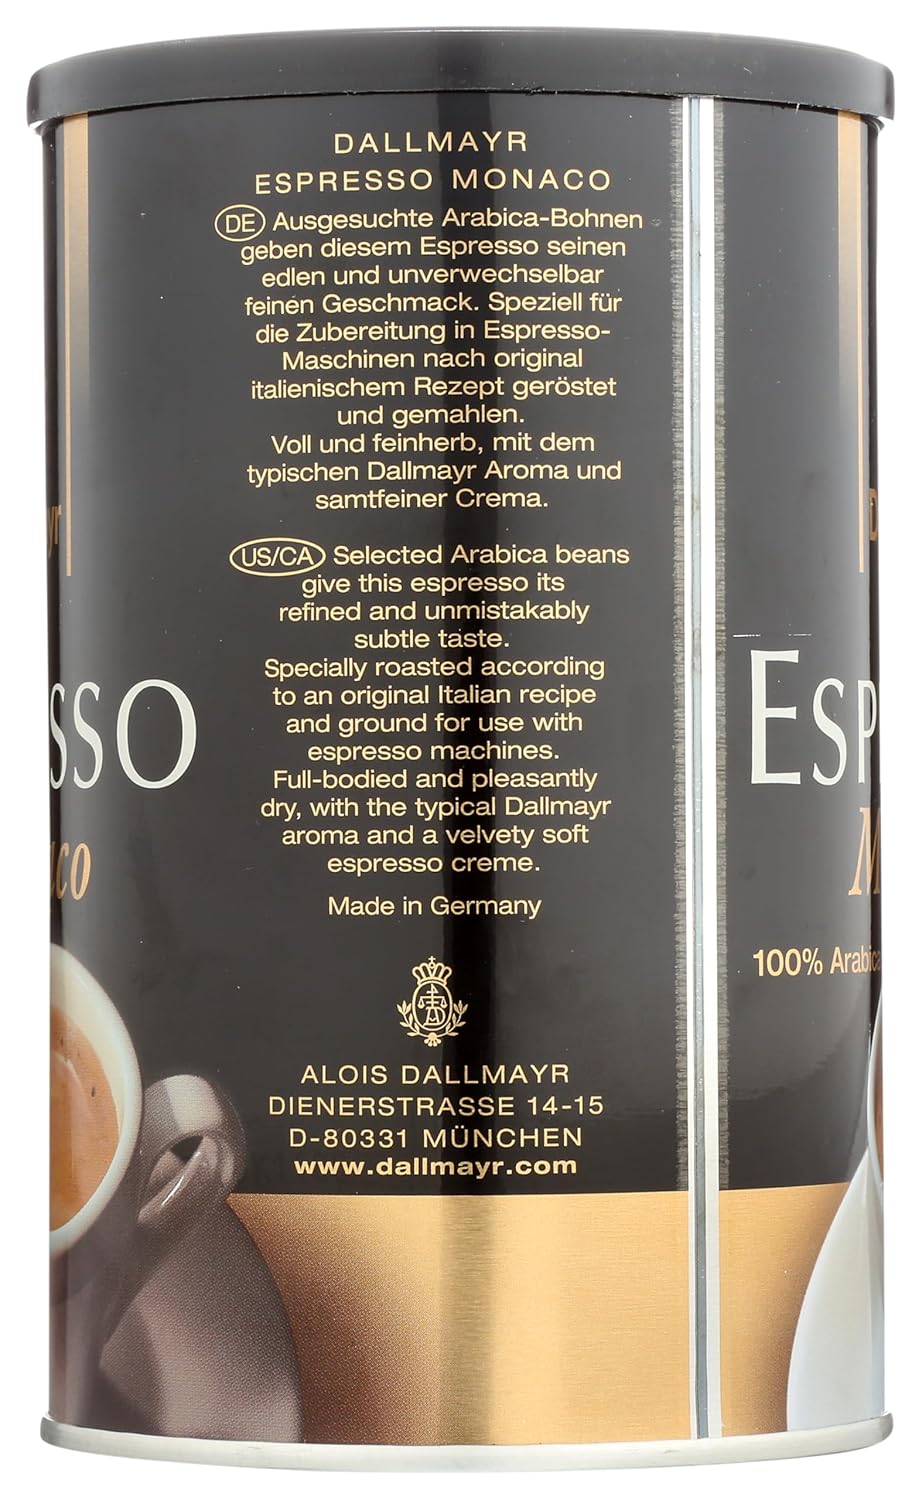 DALLMAYR
ESPRESSO MONACO
DE Ausgesuchte Arabica-Bohnen
geben diesem Espresso seinen
edlen und unverwechselbar
feinen Geschmack. Speziell für
die Zubereitung in Espresso-
Maschinen nach original
italienischem Rezept geröstet
und gemahlen.
Voll und feinherb, mit dem
typischen Dallmayr Aroma und
samtfeiner Crema.
US/CA Selected Arabica beans
give this espresso its
refined and unmistakably
subtle taste.
Specially roasted according
to an original Italian recipe
and ground for use with
espresso machines.
Full-bodied and pleasantly
dry, with the typical Dallmayr
aroma and a velvety soft
espresso creme.
Made in Germany
ALOIS DALLMAYR
DIENERSTRASSE 14-15
D-80331 MÜNCHEN
www.dallmayr.com
yr
SSO
co
D
ESP
M
100% Arabica